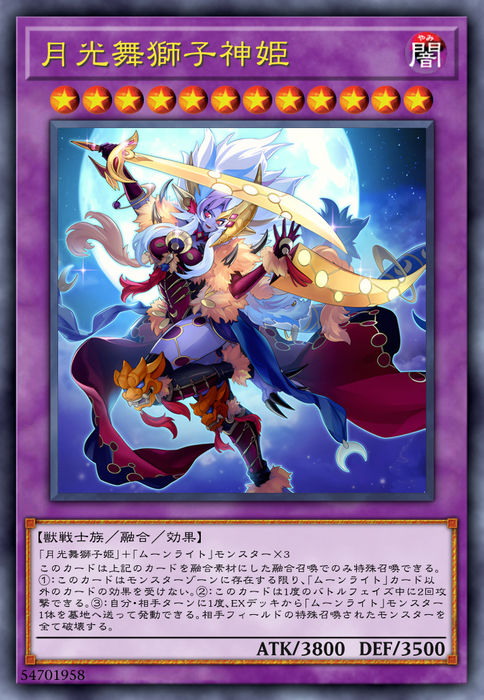 月光舞獅子神姫
やみ
闇
【獣戦士族／融合／効果】
「月光舞獅子姫」＋「ムーンライト」モンスター×3
このカードは上記のカードを融合素材にした融合召喚でのみ特殊召喚できる。
①：このカードはモンスターゾーンに存在する限り、「ムーンライト」カード以
外のカードの効果を受けない。②：このカードは1度のバトルフェイズ中に2回攻
撃できる。③：自分・相手ターンに1度、EXデッキから「ムーンライト」モンスター
1体を墓地へ送って発動できる。相手フィールドの特殊召喚されたモンスターを
全て破壊する。
ATK/3800 DEF/3500
54701958